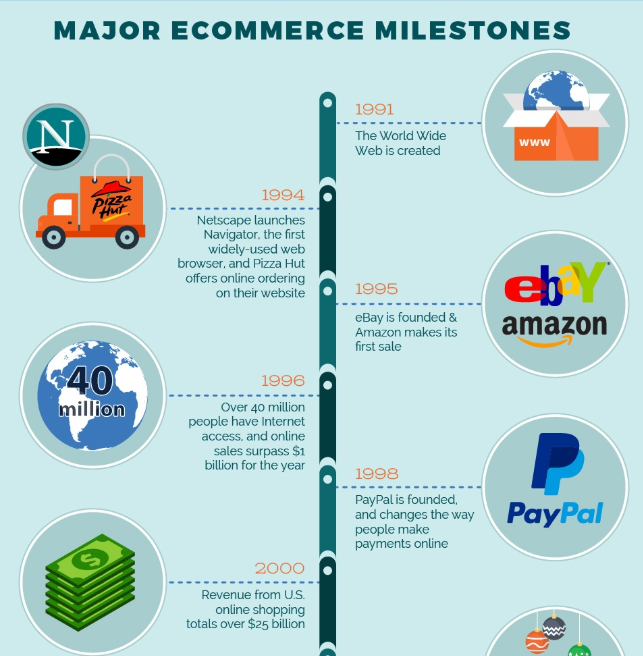 MAJOR ECOMMERCE MILESTONES
1991
The World Wide
Web is created
www
N
Pizza
Hut
1994
Netscape launches
Navigator, the first
widely-used web
browser, and Pizza Hut
offers online ordering
on their website
1995
eBay is founded &
Amazon makes its
first sale
ebaY
amazon
40
million
1996
Over 40 million
people have Internet
access, and online
sales surpass $1
billion for the year
1998
PayPal is founded,
and changes the way
people make
payments online
PayPal
$
2000
Revenue from U.S.
online shopping
totals over $25 billion